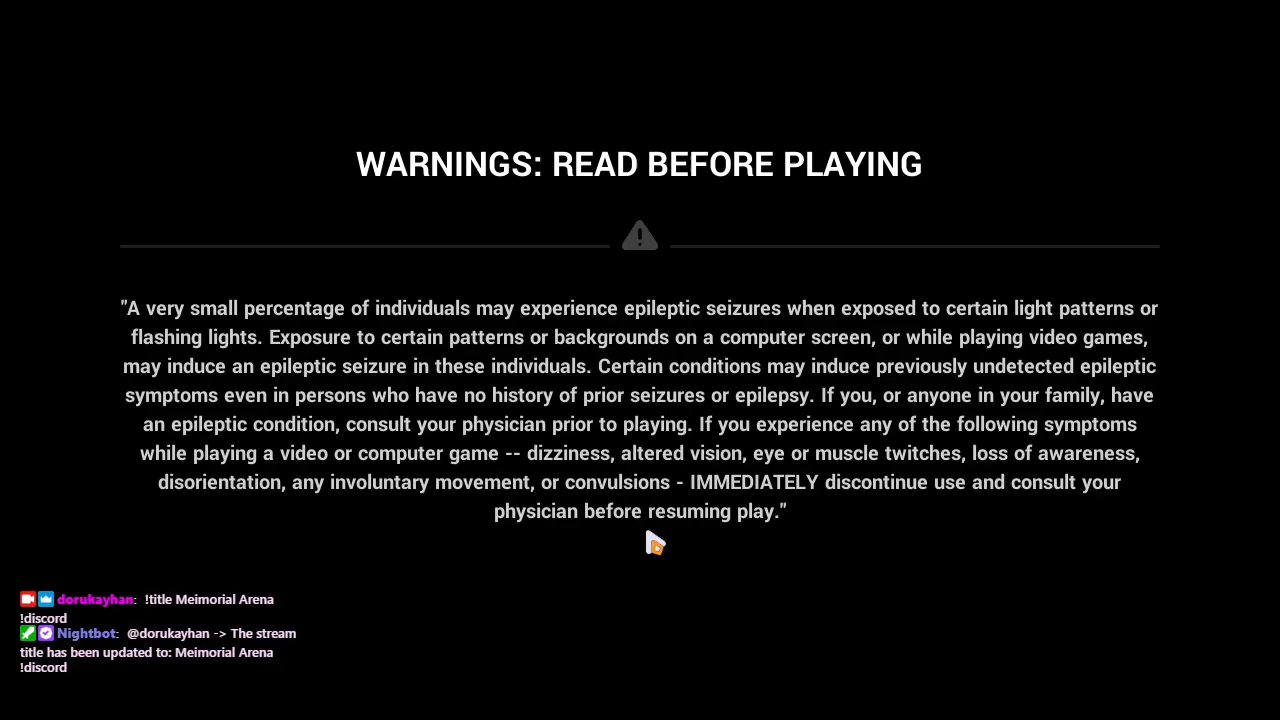 WARNINGS: READ BEFORE PLAYING
"A very small percentage of individuals may experience epileptic seizures when exposed to certain light patterns or
flashing lights. Exposure to certain patterns or backgrounds on a computer screen, or while playing video games,
may induce an epileptic seizure in these individuals. Certain conditions may induce previously undetected epileptic
symptoms even in persons who have no history of prior seizures or epilepsy. If you, or anyone in your family, have
an epileptic condition, consult your physician prior to playing. If you experience any of the following symptoms
while playing a video or computer game -- dizziness, altered vision, eye or muscle twitches, loss of awareness,
disorientation, any involuntary movement, or convulsions - IMMEDIATELY discontinue use and consult your
physician before resuming play."
dorukayhan: !title Meimorial Arena
!discord
Nightbot: @dorukayhan -> The stream
title has been updated to: Meimorial Arena
!discord